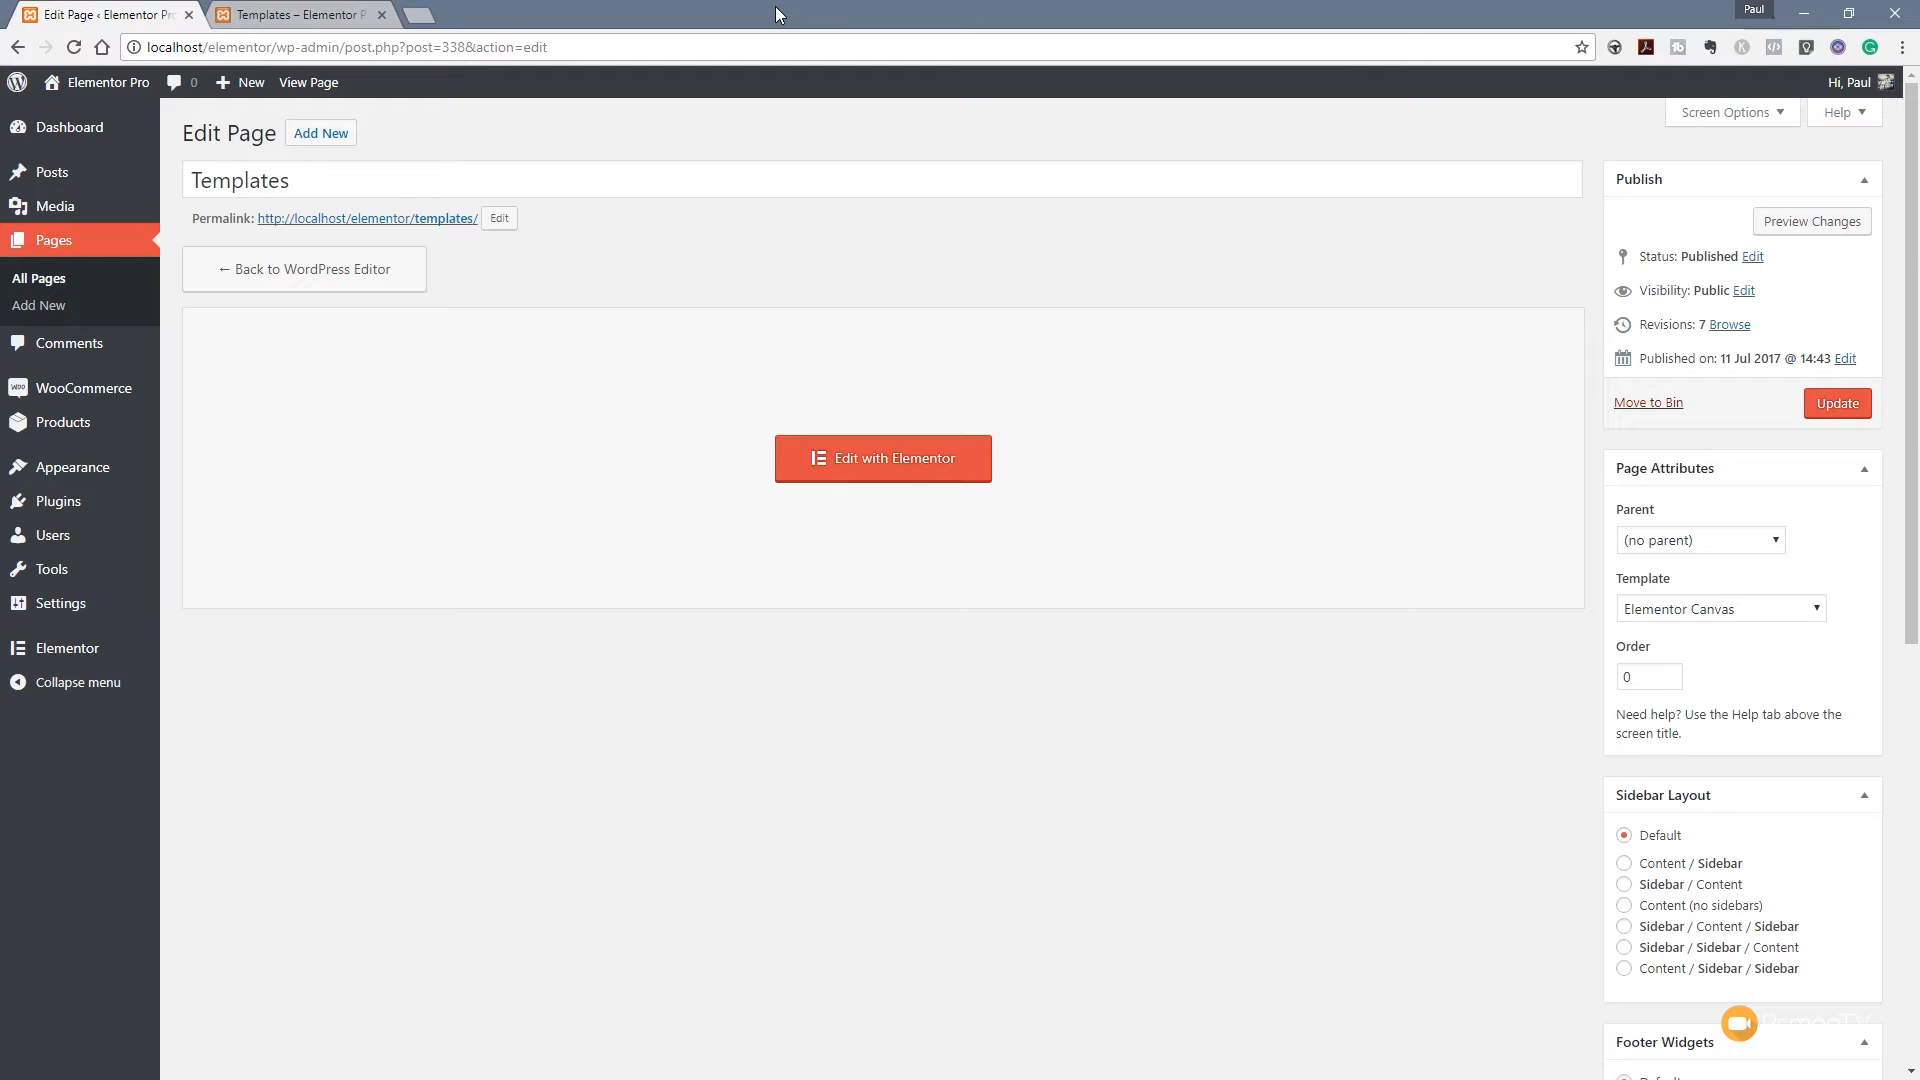 Edit Page ‹ Elementor Pro
Templates – Elementor P
Paul
localhost/elementor/wp-admin/post.php?post=338&action=edit
Elementor Pro
0
New
View Page
Hi, Paul
Screen Options
Help
Dashboard
Posts
Media
Pages
All Pages
Add New
Comments
WooCommerce
Products
Appearance
Plugins
Users
Tools
Settings
Elementor
Collapse menu
Edit Page
Add New
Templates
Permalink: http://localhost/elementor/templates/ Edit
← Back to WordPress Editor
Edit with Elementor
Publish
Preview Changes
Status: Published Edit
Visibility: Public Edit
Revisions: 7 Browse
Published on: 11 Jul 2017 @ 14:43 Edit
Move to Bin
Update
Page Attributes
Parent
(no parent)
Template
Elementor Canvas
Order
0
Need help? Use the Help tab above the
screen title.
Sidebar Layout
Default
Content / Sidebar
Sidebar / Content
Content (no sidebars)
Sidebar / Content / Sidebar
Sidebar / Sidebar / Content
Content / Sidebar / Sidebar
Footer Widgets